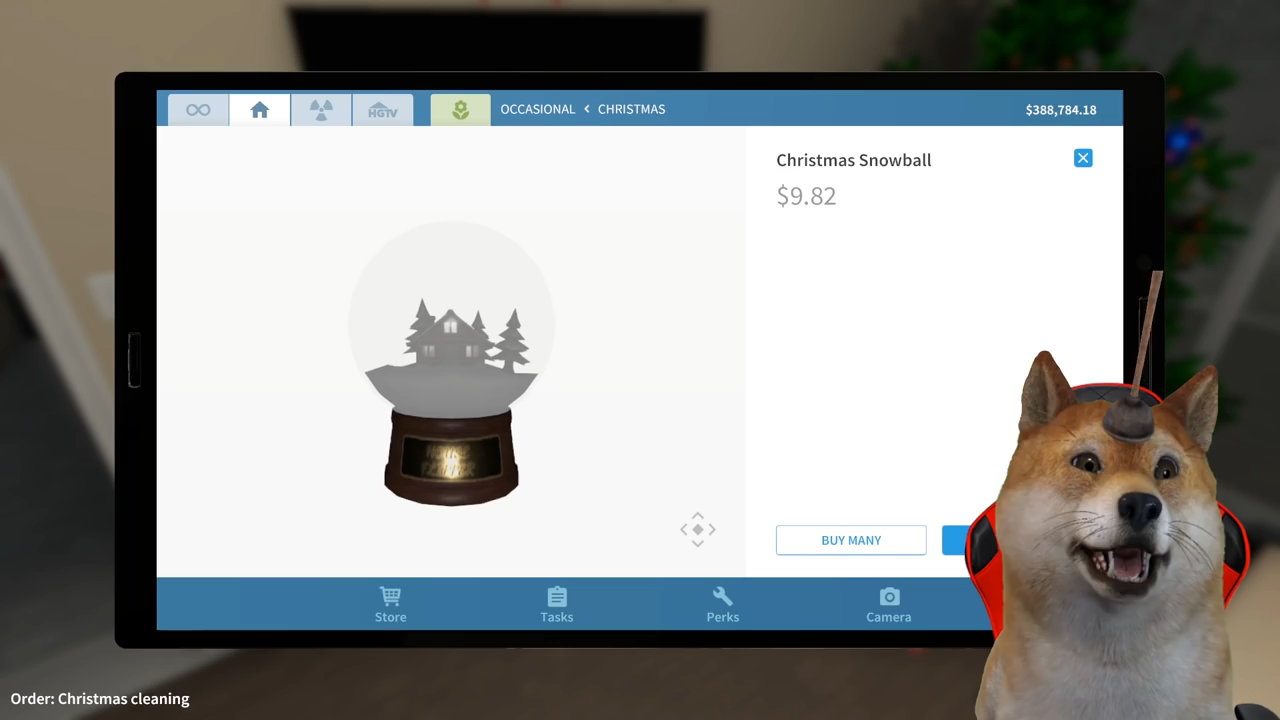 HGTV
OCCASIONAL < CHRISTMAS
$388,784.18
Christmas Snowball
$9.82
BUY MANY
Store
Tasks
Perks
Camera
Order: Christmas cleaning